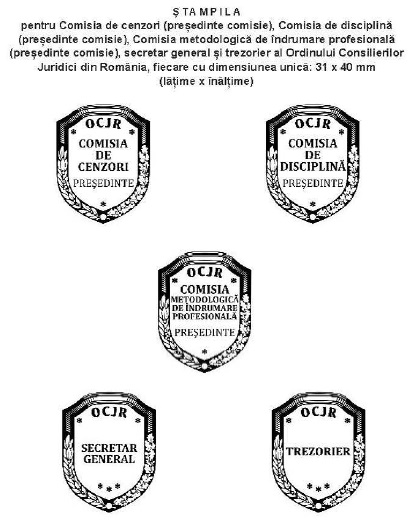 ȘTAMPILA
pentru Comisia de cenzori (președinte comisie), Comisia de disciplină
(președinte comisie), Comisia metodologică de îndrumare profesională
(președinte comisie), secretar general și trezorier al Ordinului Consilierilor
Juridici din România, fiecare cu dimensiunea unică: 31 x 40 mm
(lățime x înălțime)
OCJR
COMISIA
DE
CENZORI
PREȘEDINTE
*
OCJR
COMISIA
DE
DISCIPLINĂ
PREȘEDINTE
*
OCJR
COMISIA
METODOLOGICĂ
DE ÎNDRUMARE
PROFESIONALĂ
PREȘEDINTE
*
OCJR
SECRETAR
GENERAL
* * *
OCJR
TREZORIER
* * *